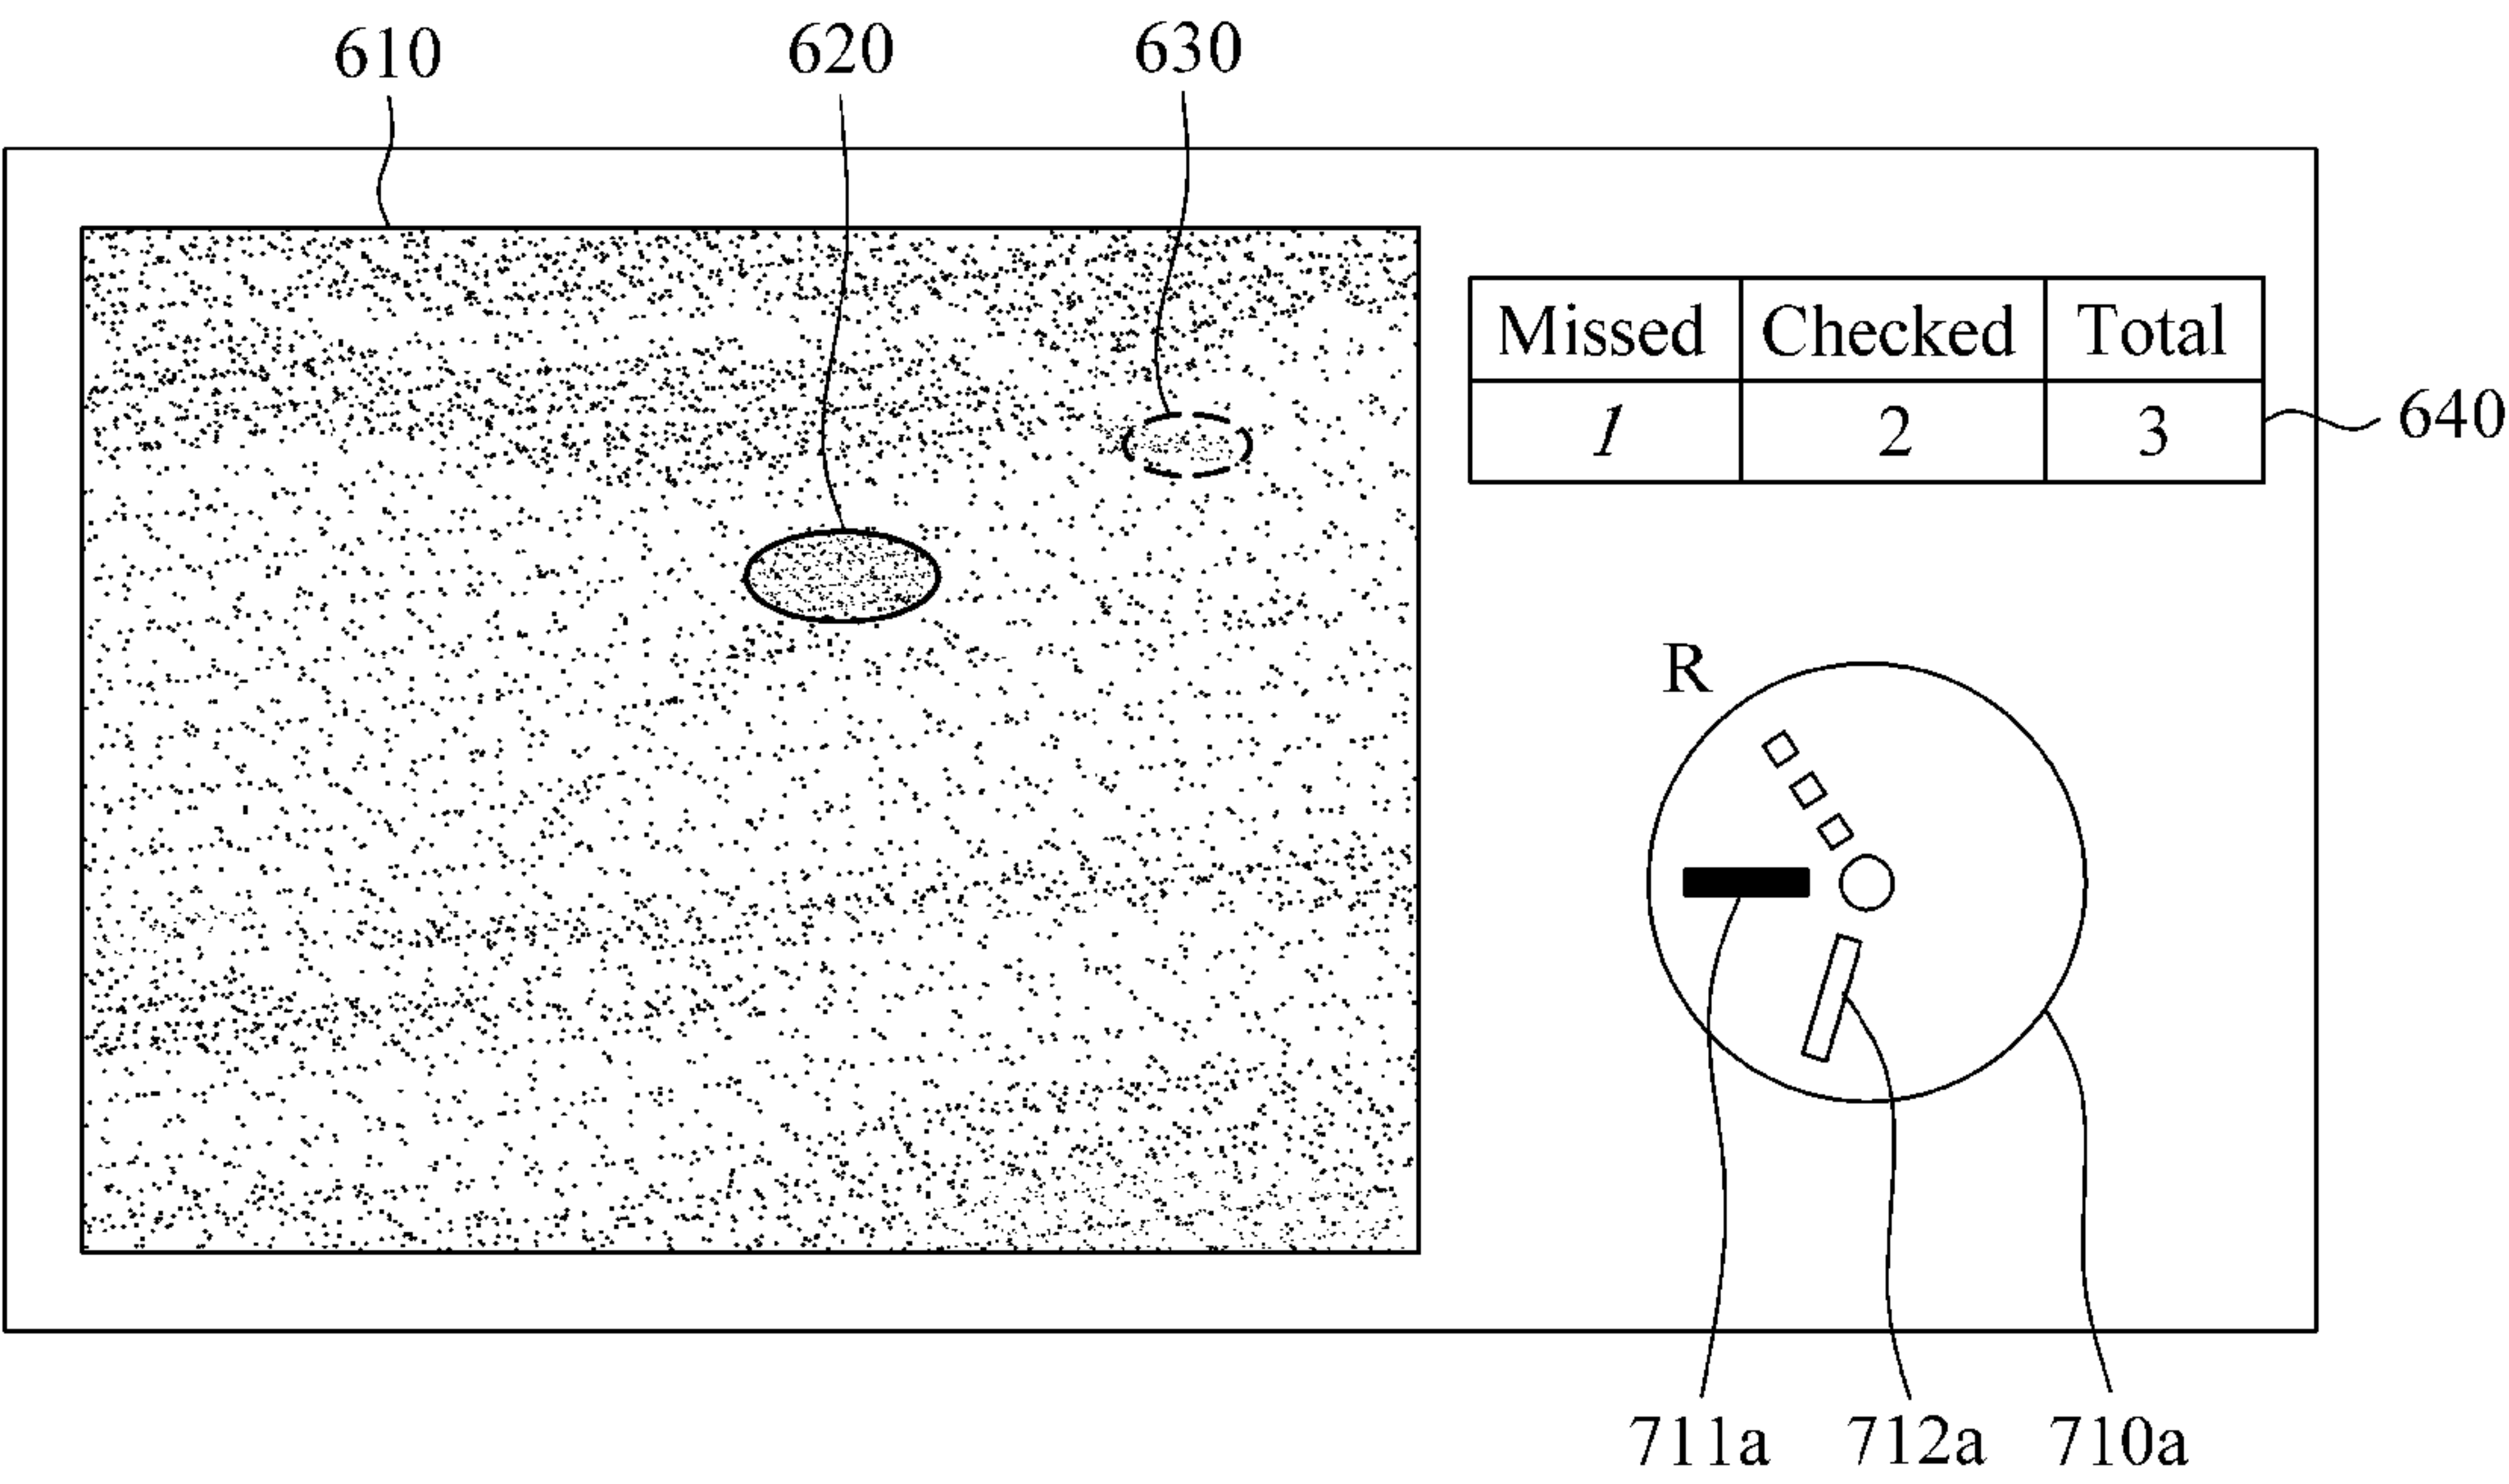 610 620 630
Missed Checked Total
1 2 3
640
R
711a 712a 710a